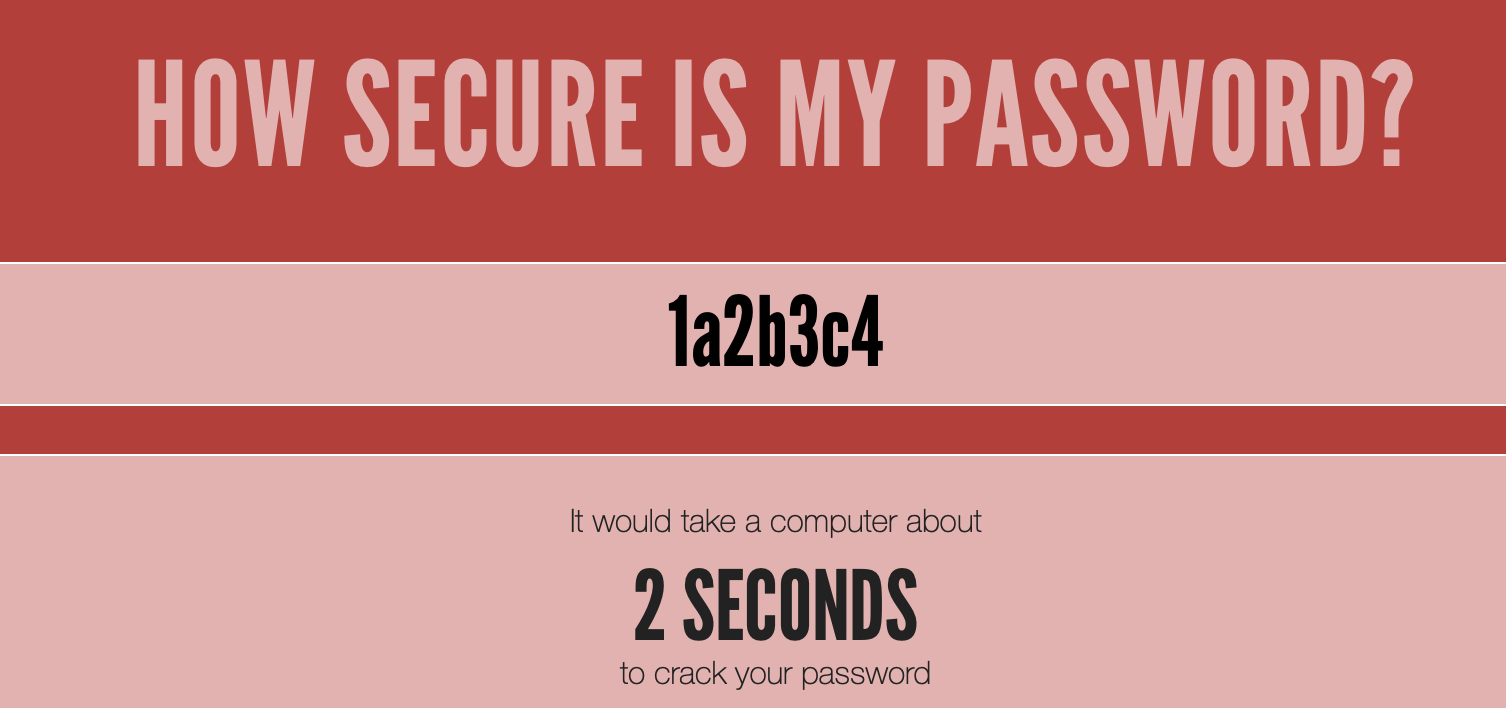 HOW SECURE IS MY PASSWORD?
1a2b3c4
It would take a computer about
2 SECONDS
to crack your password